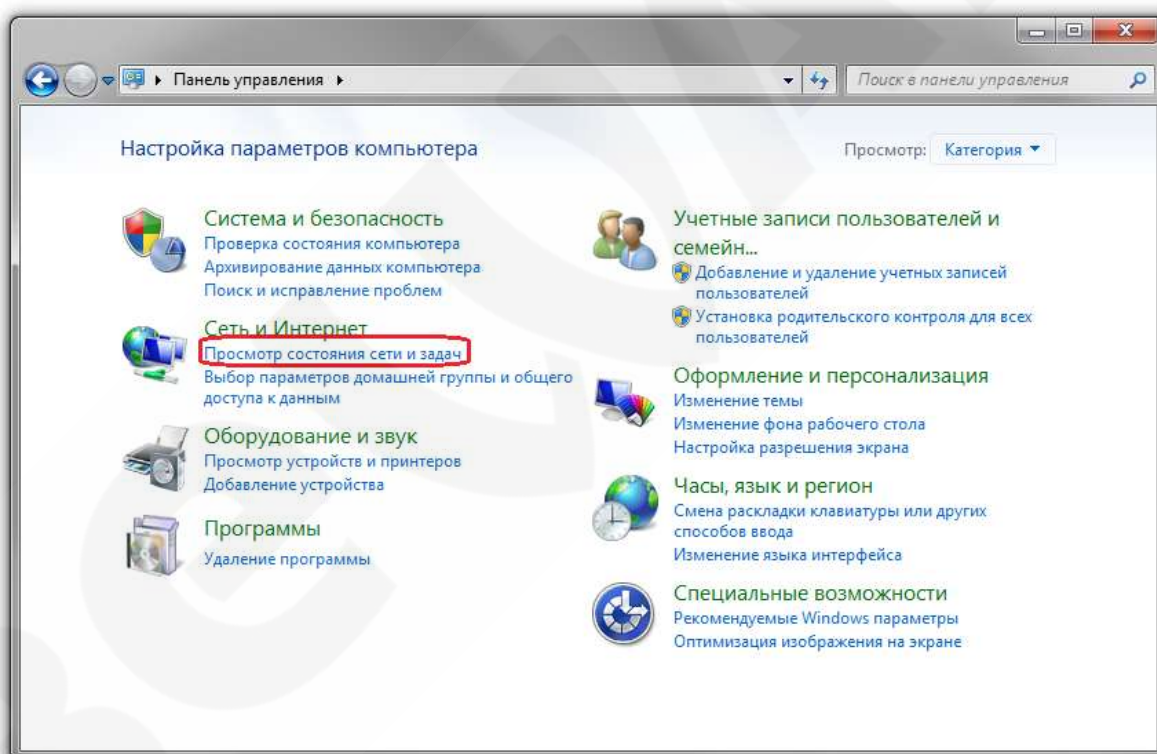 Панель управления
Поиск в панели управления
Настройка параметров компьютера
Просмотр: Категория
Система и безопасность
Проверка состояния компьютера
Архивирование данных компьютера
Поиск и исправление проблем
Сеть и Интернет
Просмотр состояния сети и задач
Выбор параметров домашней группы и общего
доступа к данным
Оборудование и звук
Просмотр устройств и принтеров
Добавление устройства
Программы
Удаление программы
Учетные записи пользователей и
семейн...
Добавление и удаление учетных записей
пользователей
Установка родительского контроля для всех
пользователей
Оформление и персонализация
Изменение темы
Изменение фона рабочего стола
Настройка разрешения экрана
Часы, язык и регион
Смена раскладки клавиатуры или других
способов ввода
Изменение языка интерфейса
Специальные возможности
Рекомендуемые Windows параметры
Оптимизация изображения на экране